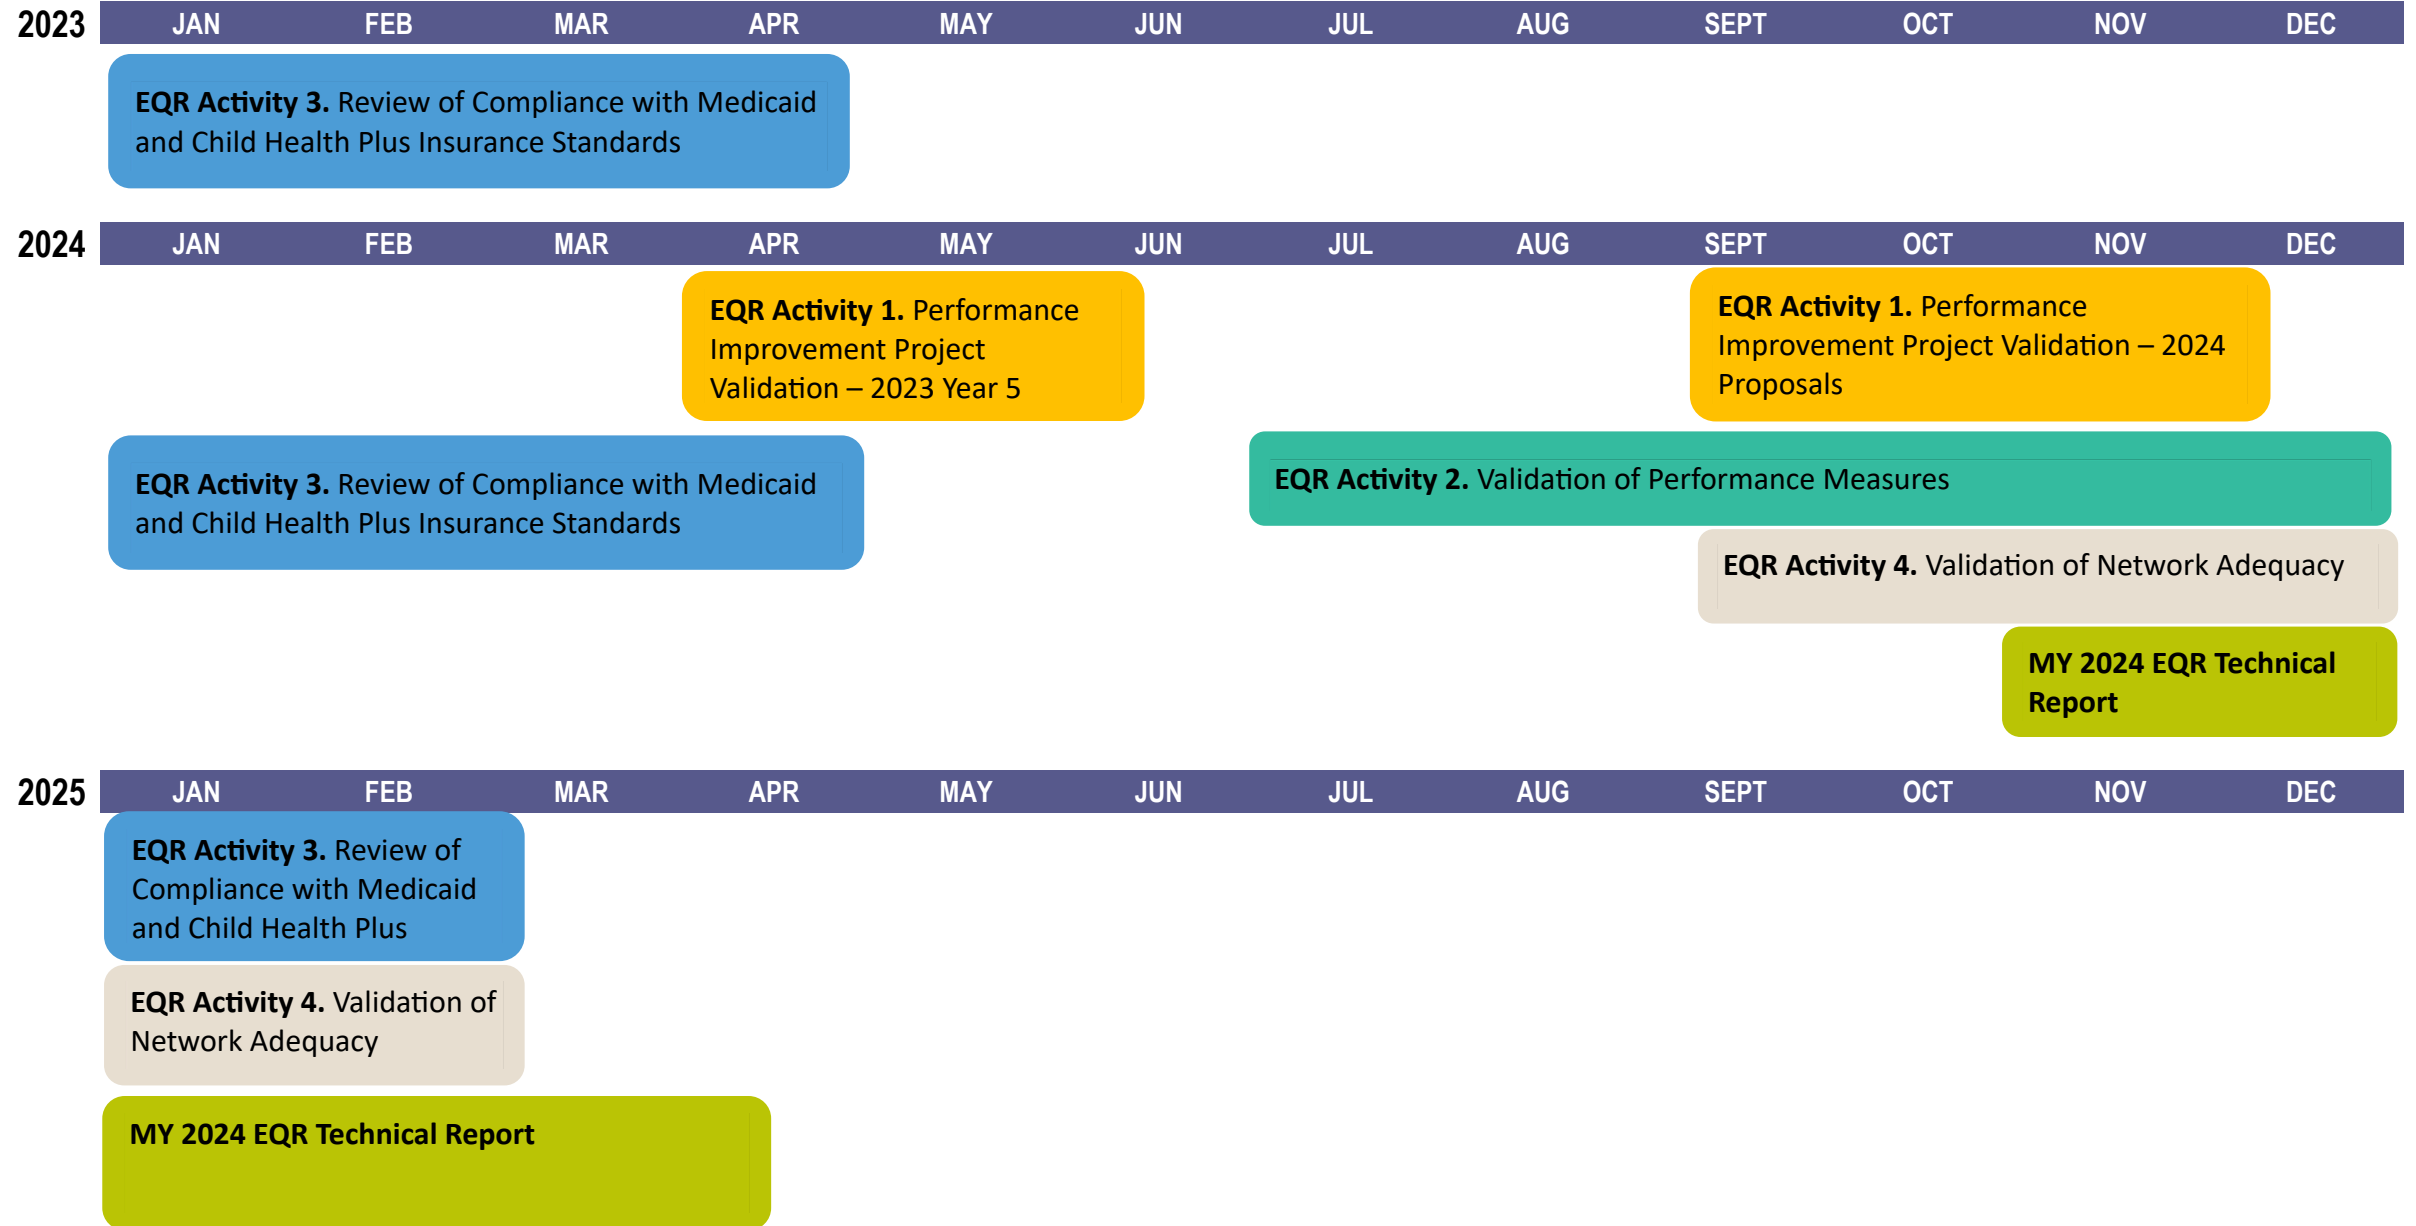 2023 JAN FEB MAR APR MAY JUN JUL AUG SEPT OCT NOV DEC
EQR Activity 3. Review of Compliance with Medicaid
and Child Health Plus Insurance Standards
2024 JAN FEB MAR APR MAY JUN JUL AUG SEPT OCT NOV DEC
EQR Activity 1. Performance
Improvement Project
Validation – 2023 Year 5
EQR Activity 1. Performance
Improvement Project Validation – 2024
Proposals
EQR Activity 3. Review of Compliance with Medicaid
and Child Health Plus Insurance Standards
EQR Activity 2. Validation of Performance Measures
EQR Activity 4. Validation of Network Adequacy
MY 2024 EQR Technical
Report
2025 JAN FEB MAR APR MAY JUN JUL AUG SEPT OCT NOV DEC
EQR Activity 3. Review of
Compliance with Medicaid
and Child Health Plus
EQR Activity 4. Validation of
Network Adequacy
MY 2024 EQR Technical Report